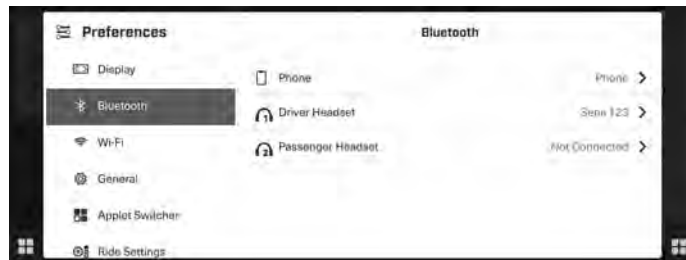 Preferences
Bluetooth
Display
Bluetooth
Wi-Fi
General
Applet Switcher
Ride Settings
Phone Phone
Driver Headset Sena 123
Passenger Headset Not Connected